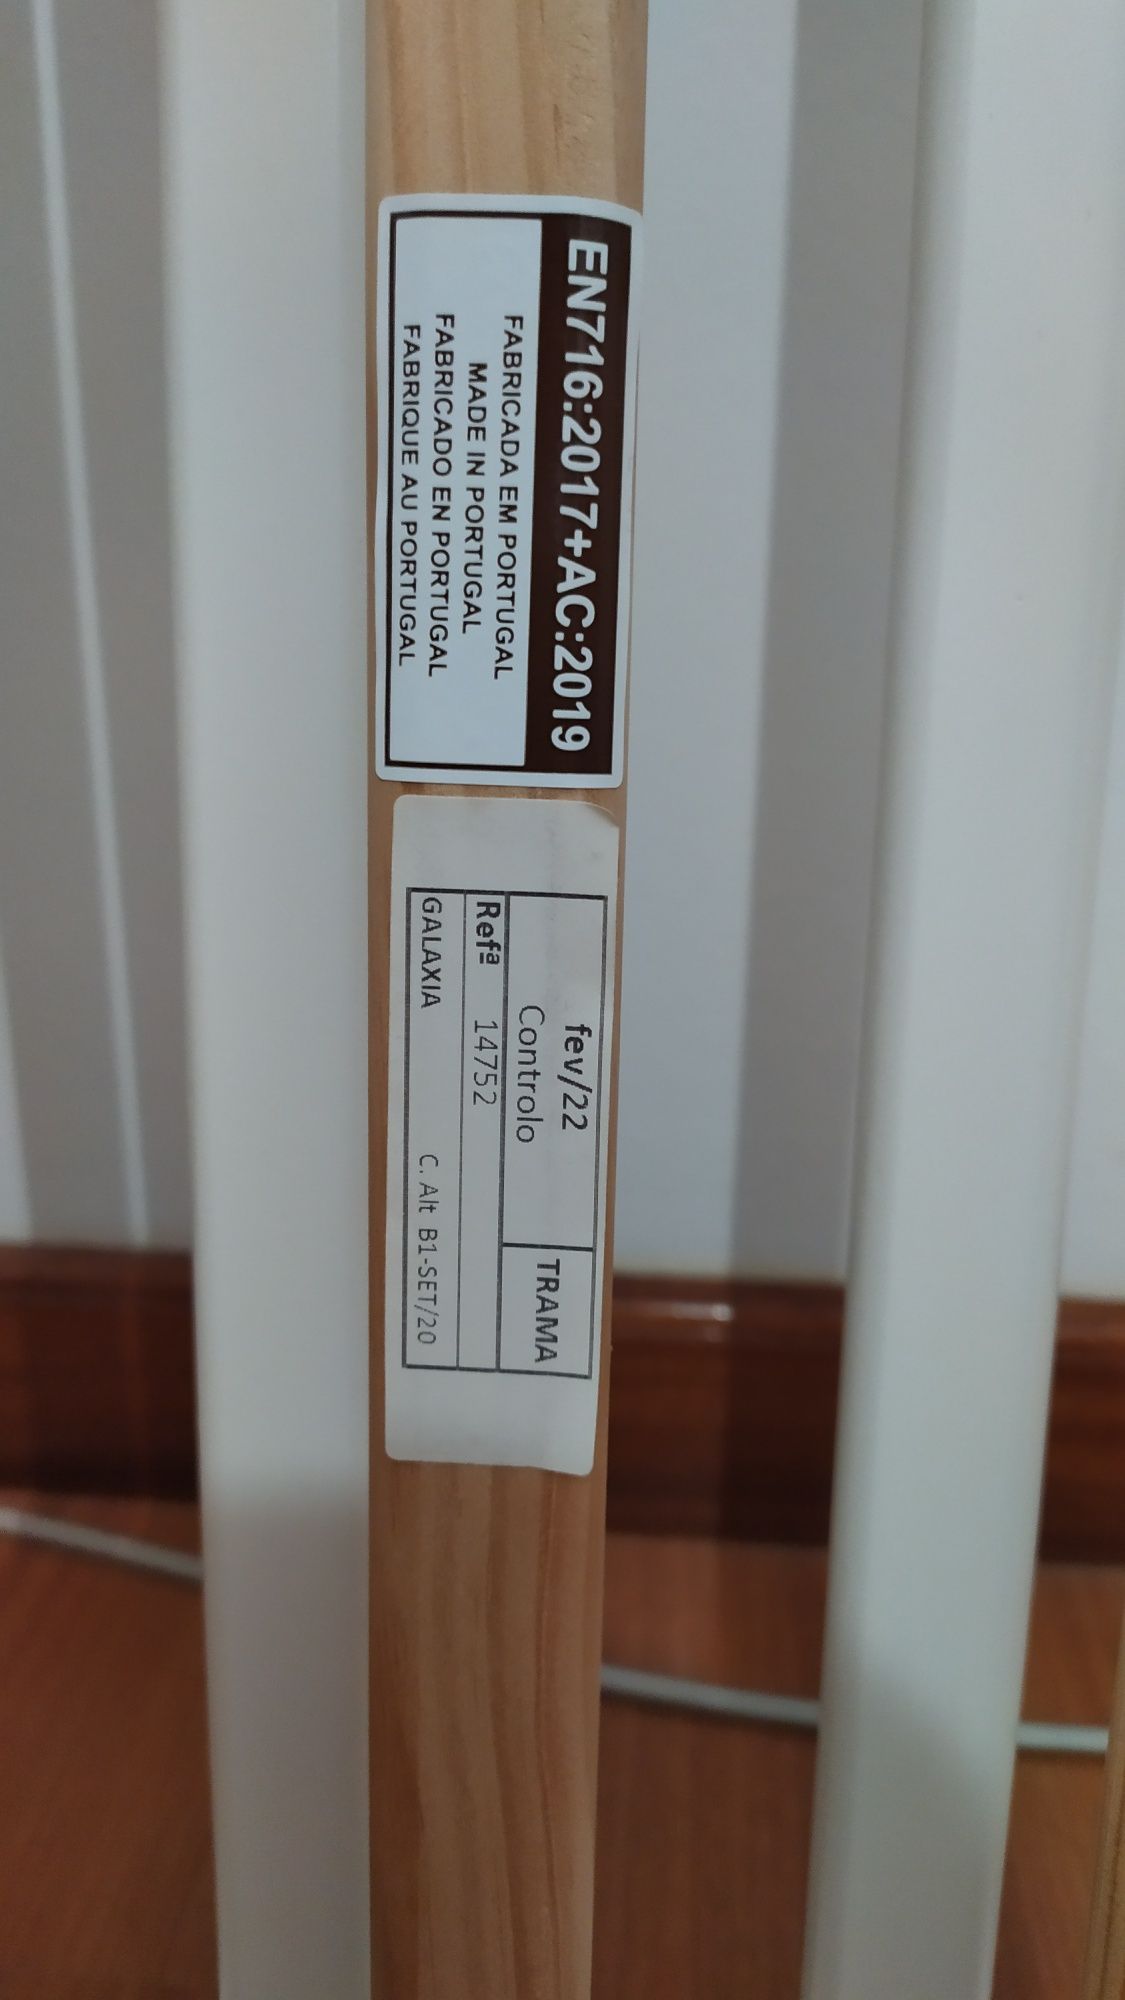 EN716:2017+AC:2019
FABRICADA EM PORTUGAL
MADE IN PORTUGAL
FABRICADO EN PORTUGAL
FABRIQUE AU PORTUGAL
fev/22
Controlo
TRAMA
Refª 14752
GALAXIA C. Alt B1-SET/20